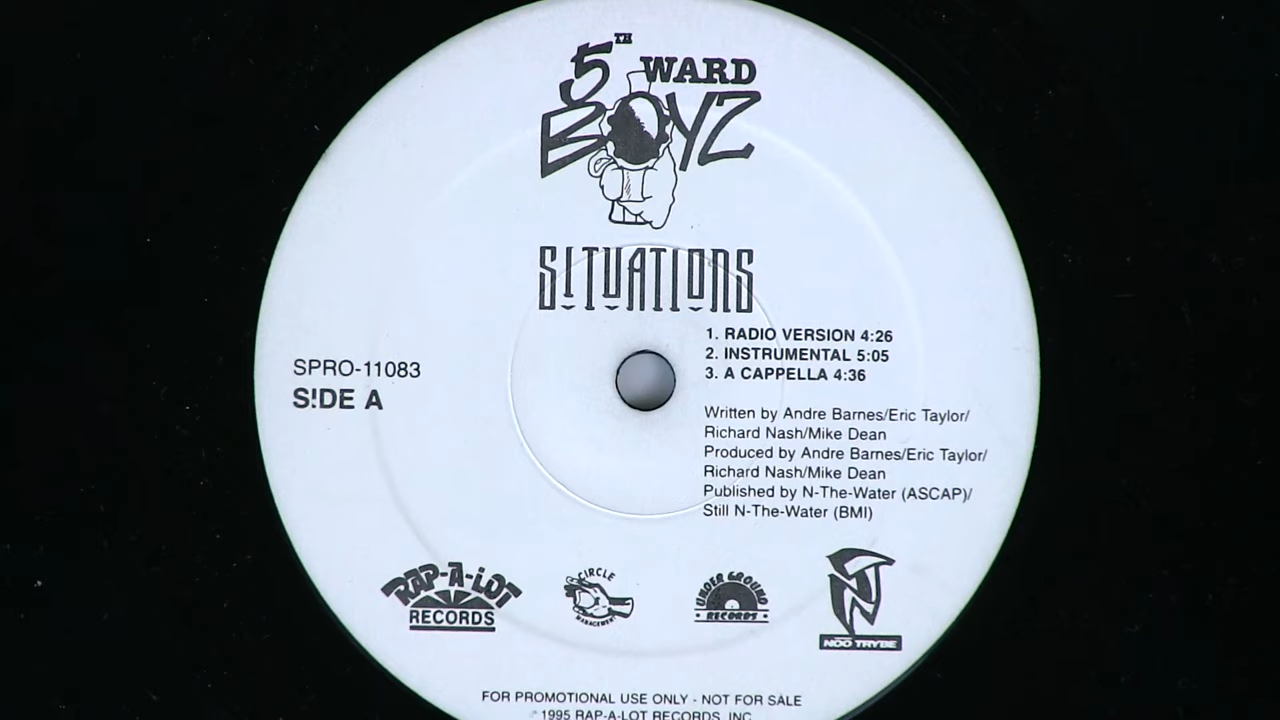 5TH WARD
BOYZ
SITUATIONS
1. RADIO VERSION 4:26
2. INSTRUMENTAL 5:05
3. A CAPPELLA 4:36
SPRO-11083
SIDE A
Written by Andre Barnes/Eric Taylor/
Richard Nash/Mike Dean
Produced by Andre Barnes/Eric Taylor/
Richard Nash/Mike Dean
Published by N-The-Water (ASCAP)/
Still N-The-Water (BMI)
RAP-A-LOT
RECORDS
CIRCLE
MANAGEMENT
UNDER GROUND
RECORDS
NOO TRYBE
FOR PROMOTIONAL USE ONLY - NOT FOR SALE
1995 RAP-A-LOT RECORDS, INC.